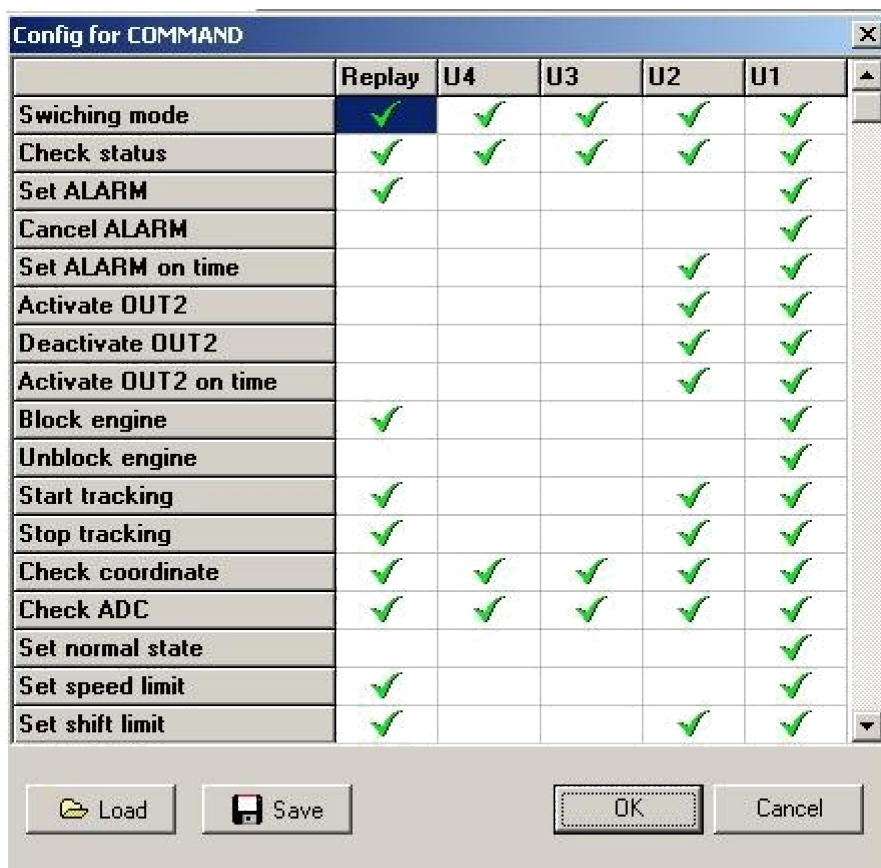 Config for COMMAND
Replay U4 U3 U2 U1
Swiching mode
Check status
Set ALARM
Cancel ALARM
Set ALARM on time
Activate OUT2
Deactivate OUT2
Activate OUT2 on time
Block engine
Unblock engine
Start tracking
Stop tracking
Check coordinate
Check ADC
Set normal state
Set speed limit
Set shift limit
Load Save OK Cancel